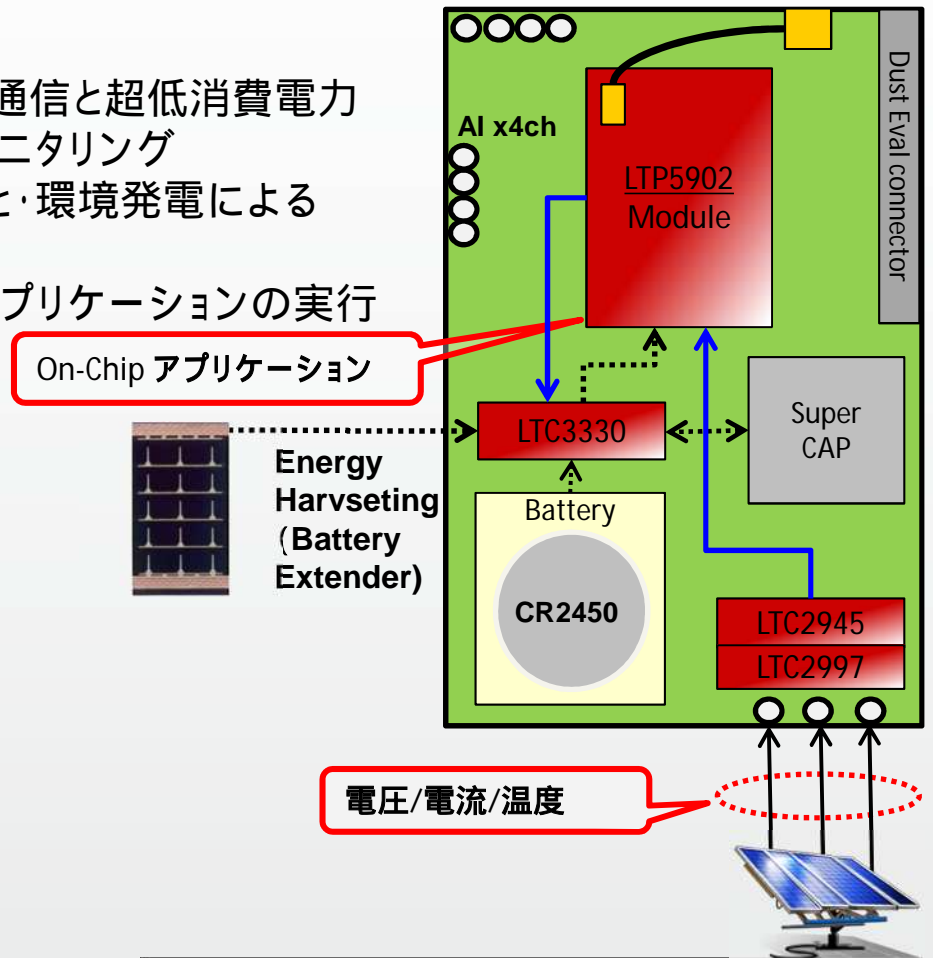 通信と超低消費電力
ニタリング
と・環境発電による
プリケーションの実行
On-Chip アプリケーション
AI x4ch
LTP5902
Module
Dust Eval connector
LTC3330
Super
CAP
Energy
Harvseting
(Battery
Extender)
Battery
CR2450
LTC2945
LTC2997
電圧/電流/温度